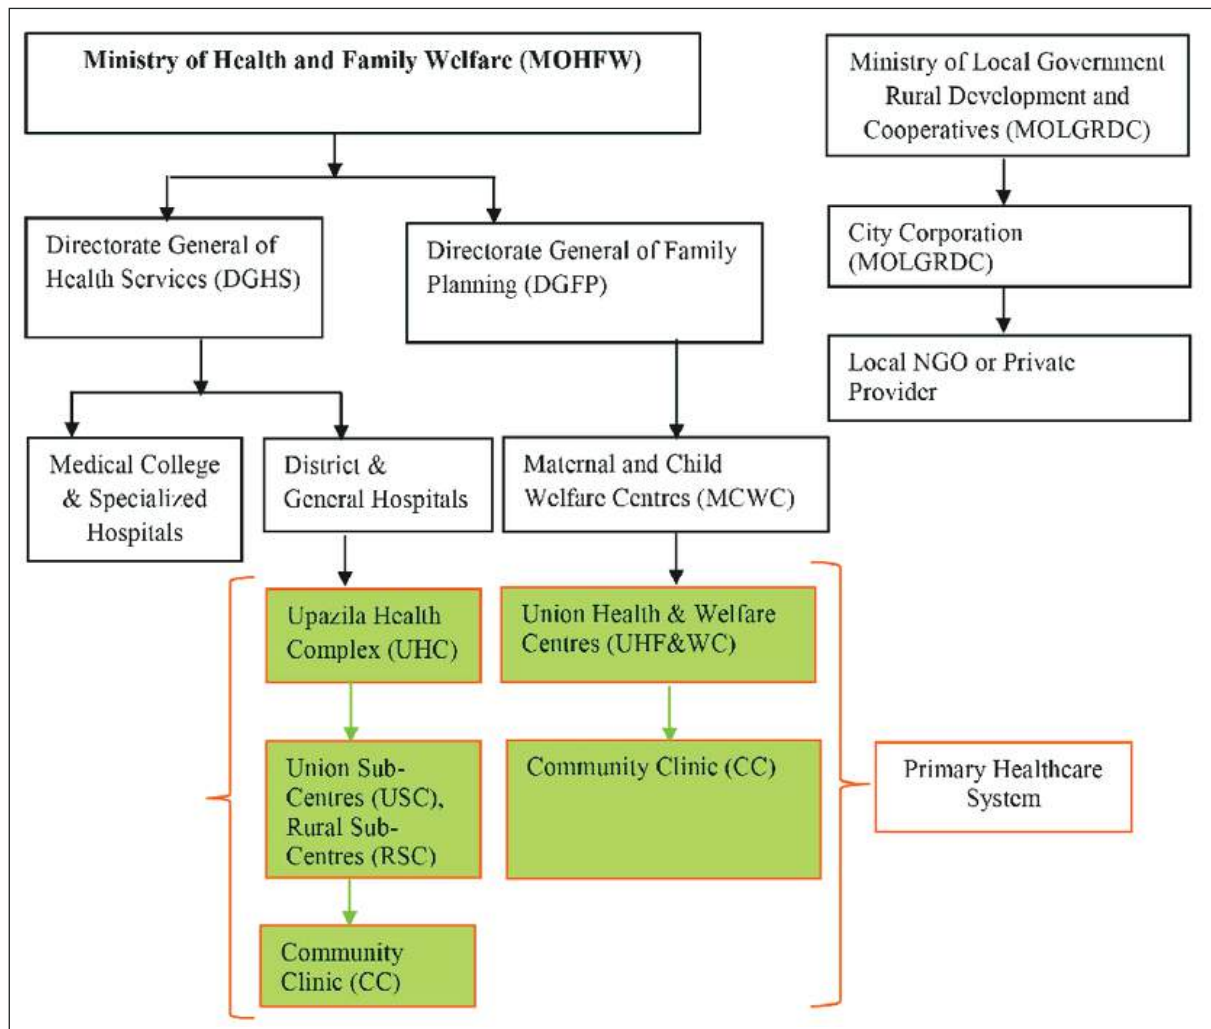 Ministry of Health and Family Welfare (MOHFW)
Ministry of Local Government
Rural Development and
Cooperatives (MOLGRDC)
Directorate General of
Health Services (DGHS)
Directorate General of Family
Planning (DGFP)
City Corporation
(MOLGRDC)
Local NGO or Private
Provider
Medical College
& Specialized
Hospitals
District &
General Hospitals
Maternal and Child
Welfare Centres (MCWC)
Upazila Health
Complex (UHC)
Union Health & Welfare
Centres (UHF&WC)
Union Sub-
Centres (USC),
Rural Sub-
Centres (RSC)
Community Clinic (CC)
Primary Healthcare
System
Community
Clinic (CC)